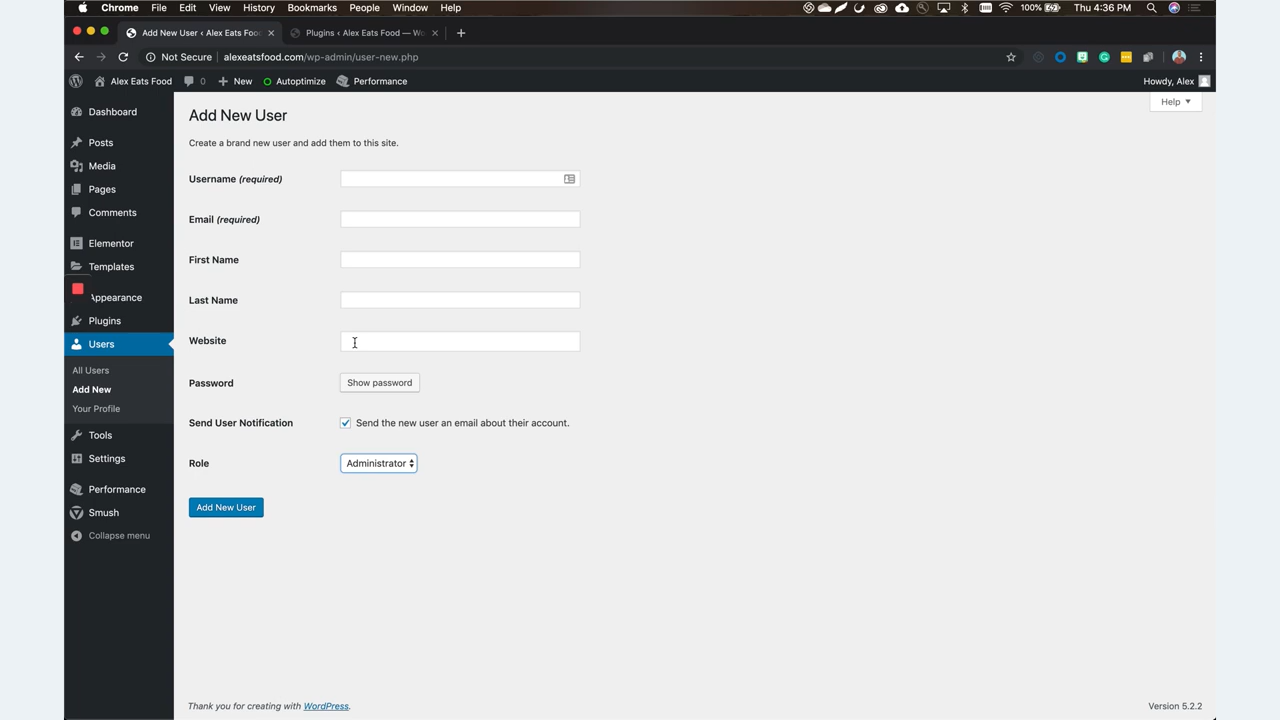 Chrome File Edit View History Bookmarks People Window Help 100% Thu 4:36 PM
Add New User ‹ Alex Eats Foo Plugins ‹ Alex Eats Food — Wo
Not Secure alexeatsfood.com/wp-admin/user-new.php
Alex Eats Food 0 New Autoptimize Performance Howdy, Alex
Help
Dashboard
Posts
Media
Pages
Comments
Elementor
Templates
Appearance
Plugins
Users
All Users
Add New
Your Profile
Tools
Settings
Performance
Smush
Collapse menu
Add New User
Create a brand new user and add them to this site.
Username (required)
Email (required)
First Name
Last Name
Website
Password Show password
Send User Notification Send the new user an email about their account.
Role Administrator
Add New User
Thank you for creating with WordPress. Version 5.2.2